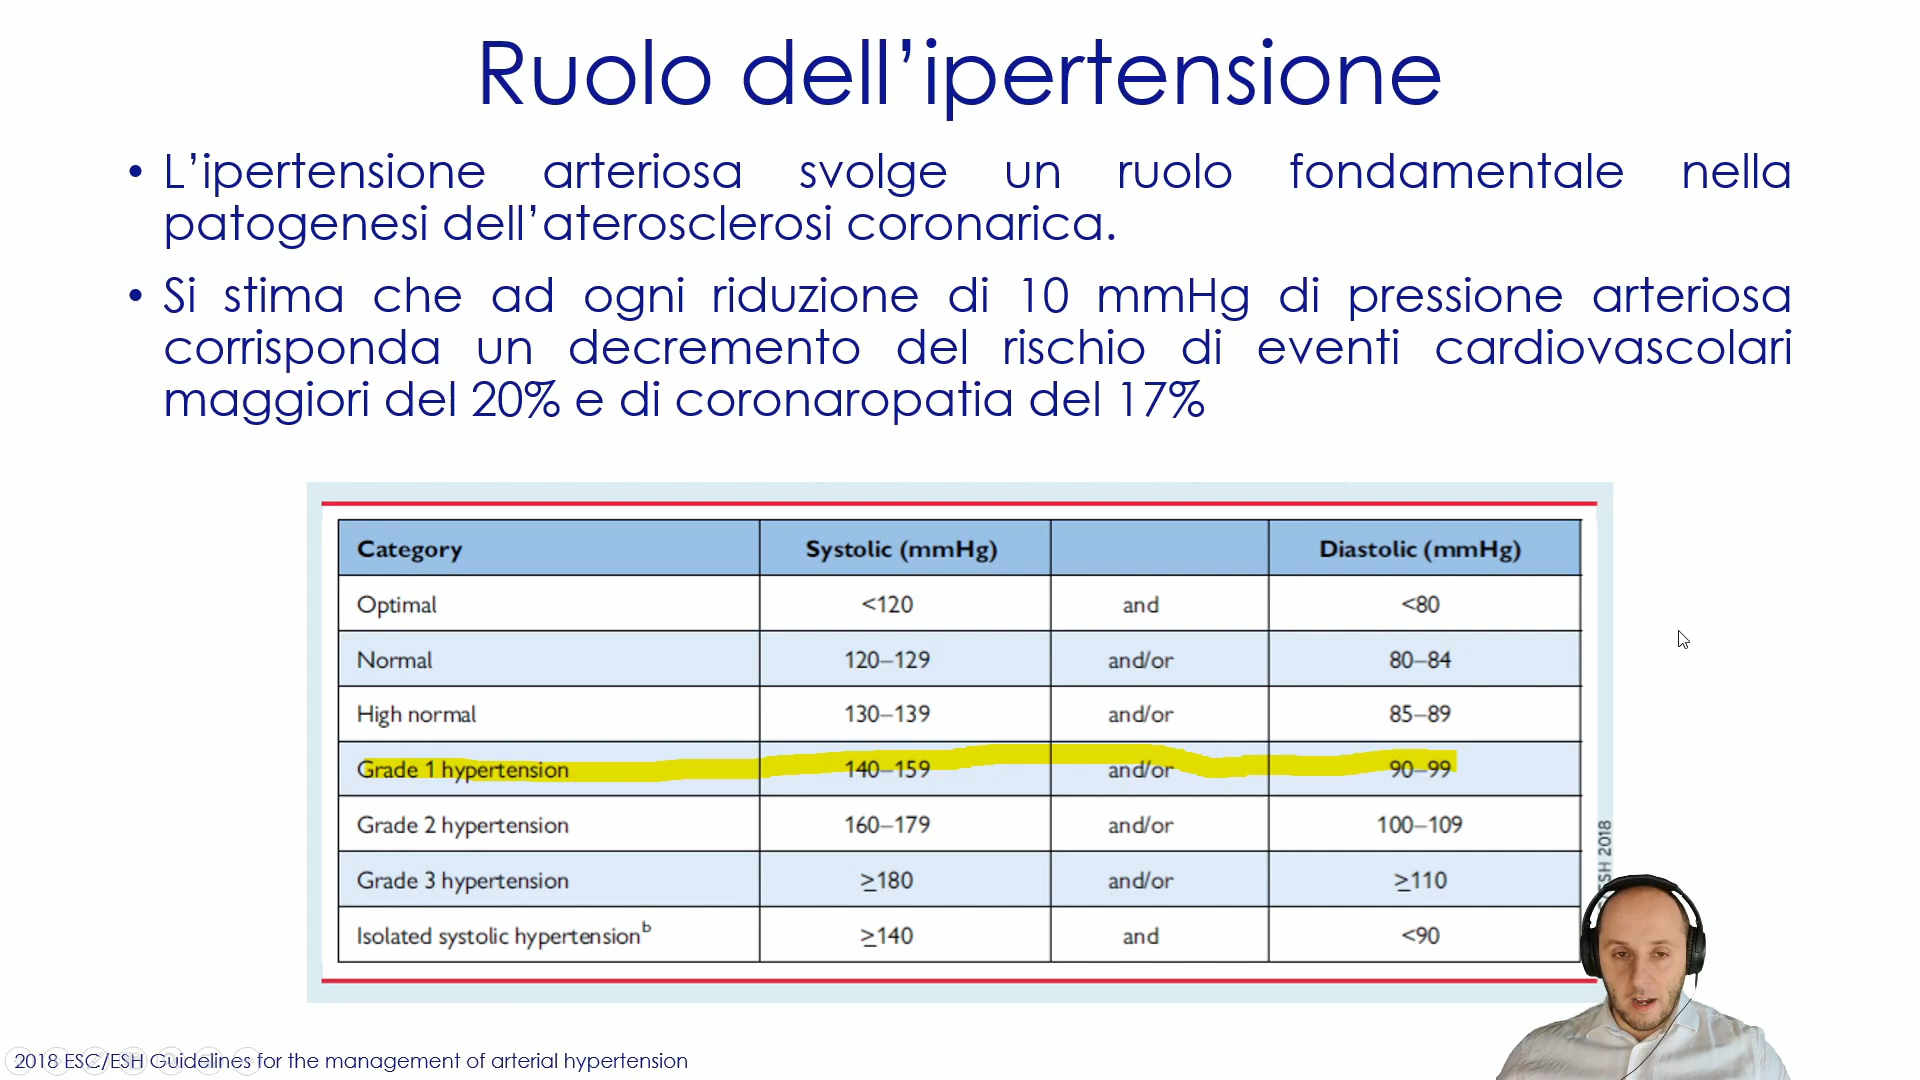 Ruolo dell’ipertensione
• L’ipertensione arteriosa svolge un ruolo fondamentale nella
patogenesi dell’aterosclerosi coronarica.
• Si stima che ad ogni riduzione di 10 mmHg di pressione arteriosa
corrisponda un decremento del rischio di eventi cardiovascolari
maggiori del 20% e di coronaropatia del 17%
Category Systolic (mmHg) Diastolic (mmHg)
Optimal <120 and <80
Normal 120–129 and/or 80–84
High normal 130–139 and/or 85–89
Grade 1 hypertension 140–159 and/or 90–99
Grade 2 hypertension 160–179 and/or 100–109
Grade 3 hypertension ≥180 and/or ≥110
Isolated systolic hypertensionᵇ ≥140 and <90
2018
2018 ESC/ESH Guidelines for the management of arterial hypertension